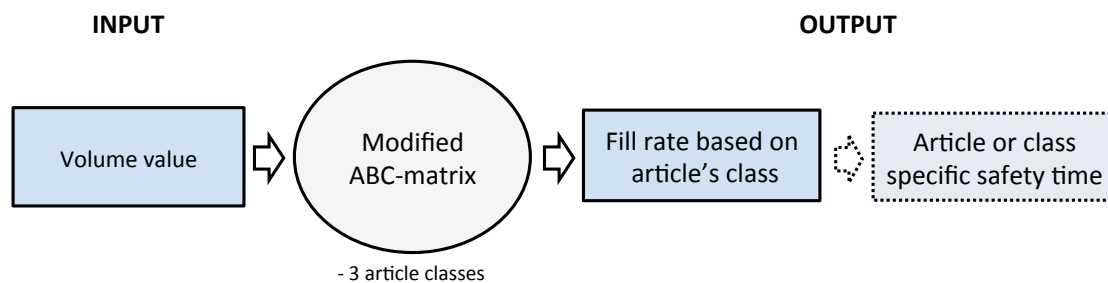 INPUT
OUTPUT
Volume value
Modified
ABC-matrix
Fill rate based on
article's class
Article or class
specific safety time
- 3 article classes